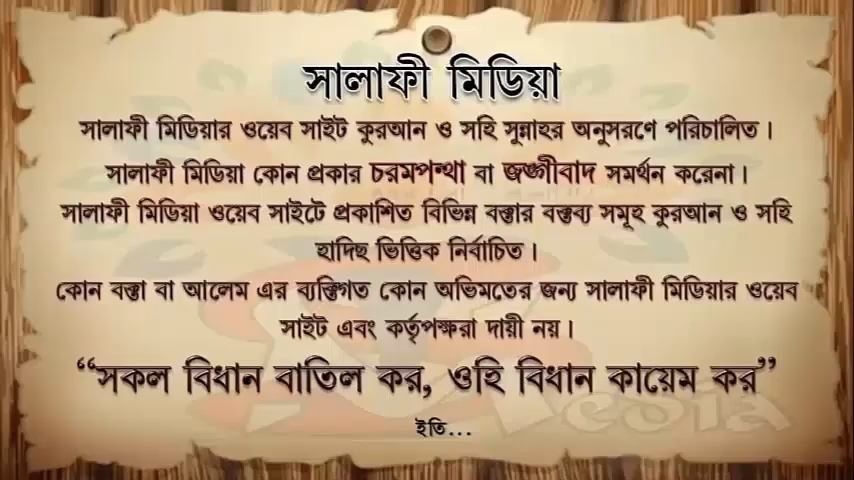 সালাফী মিডিয়া
সালাফী মিডিয়ার ওয়েব সাইট কুরআন ও সহি সুন্নাহর অনুসরণে পরিচালিত।
সালাফী মিডিয়া কোন প্রকার চরমপন্থা বা জঙ্গীবাদ সমর্থন করেনা।
সালাফী মিডিয়া ওয়েব সাইটে প্রকাশিত বিভিন্ন বক্তার বক্তব্য সমূহ কুরআন ও সহি
হাদিছ ভিত্তিক নির্বাচিত।
কোন বক্তা বা আলেম এর ব্যক্তিগত কোন অভিমতের জন্য সালাফী মিডিয়ার ওয়েব
সাইট এবং কর্তৃপক্ষরা দায়ী নয়।
“সকল বিধান বাতিল কর, ওহি বিধান কায়েম কর”
ইতি...